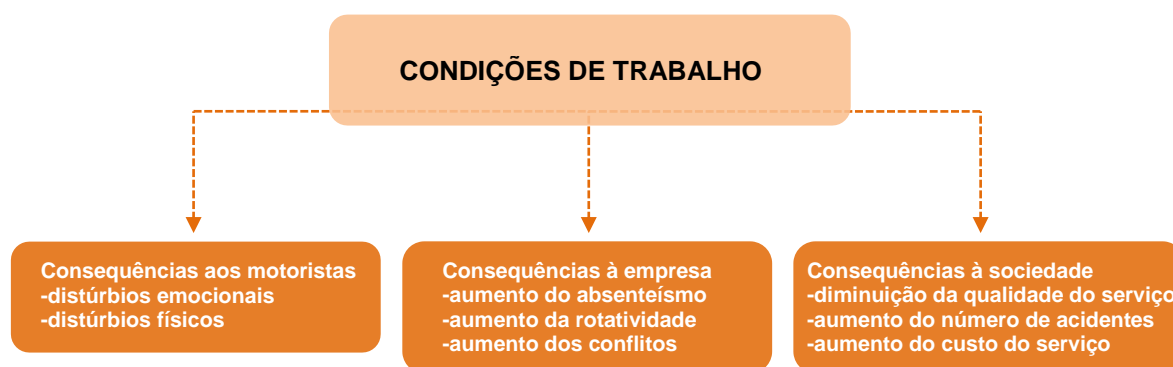 CONDIÇÕES DE TRABALHO
Consequências aos motoristas
-distúrbios emocionais
-distúrbios físicos
Consequências à empresa
-aumento do absenteísmo
-aumento da rotatividade
-aumento dos conflitos
Consequências à sociedade
-diminuição da qualidade do serviço
-aumento do número de acidentes
-aumento do custo do serviço